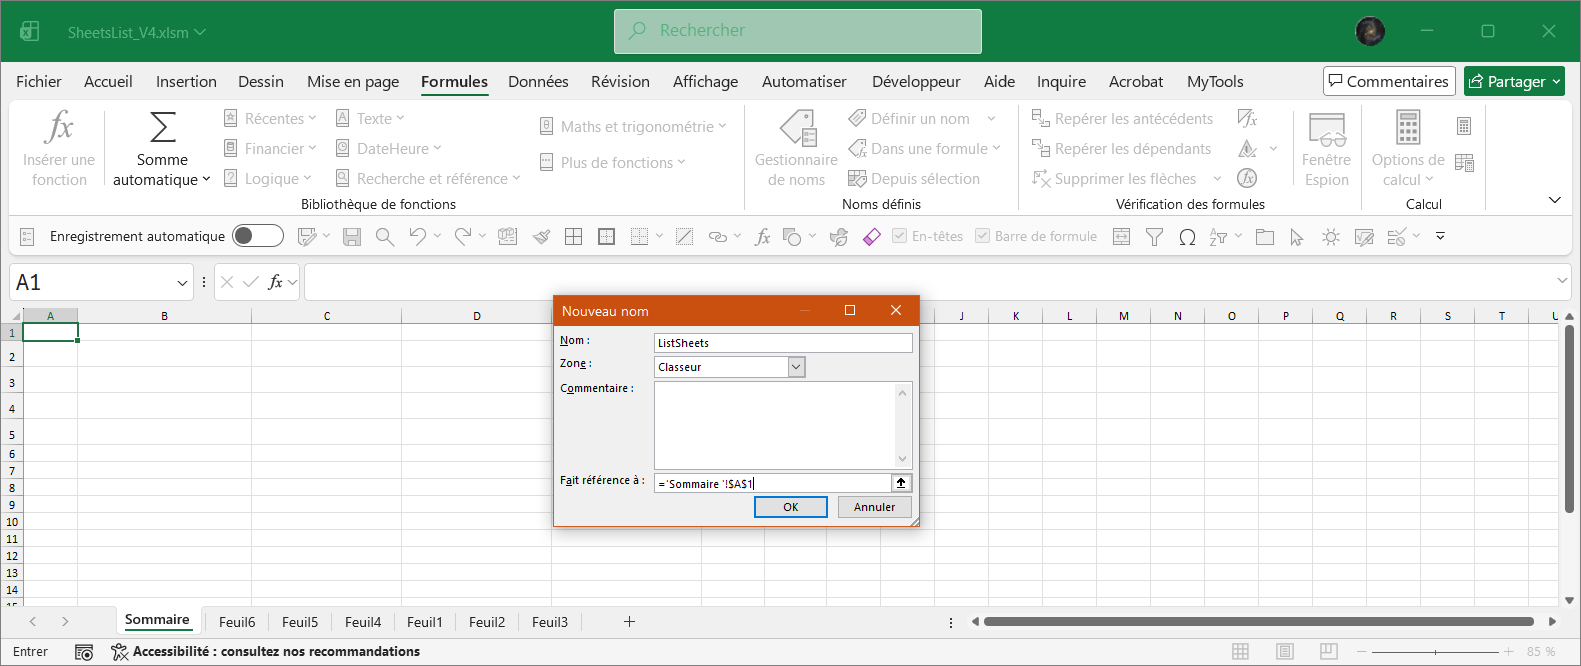 SheetsList_V4.xlsm
Rechercher
Fichier Accueil Insertion Dessin Mise en page Formules Données Révision Affichage Automatiser Développeur Aide Inquire Acrobat MyTools Commentaires Partager
Insérer une fonction
Somme automatique
Récentes
Financier
Logique
Texte
DateHeure
Recherche et référence
Maths et trigonométrie
Plus de fonctions
Bibliothèque de fonctions
Gestionnaire de noms
Définir un nom
Dans une formule
Depuis sélection
Noms définis
Repérer les antécédents
Repérer les dépendants
Supprimer les flèches
Vérification des formules
Fenêtre Espion
Options de calcul
Calcul
Enregistrement automatique En-têtes Barre de formule
A1 fx
A B C D J K L M N O P Q R S T U
1
2
3
4
5
6
7
8
9
10
11
12
13
14
15
Nouveau nom
Nom : ListSheets
Zone : Classeur
Commentaire :
Fait référence à : ='Sommaire '!$A$1
OK Annuler
Sommaire Feuil6 Feuil5 Feuil4 Feuil1 Feuil2 Feuil3
Entrer Accessibilité : consultez nos recommandations 85 %